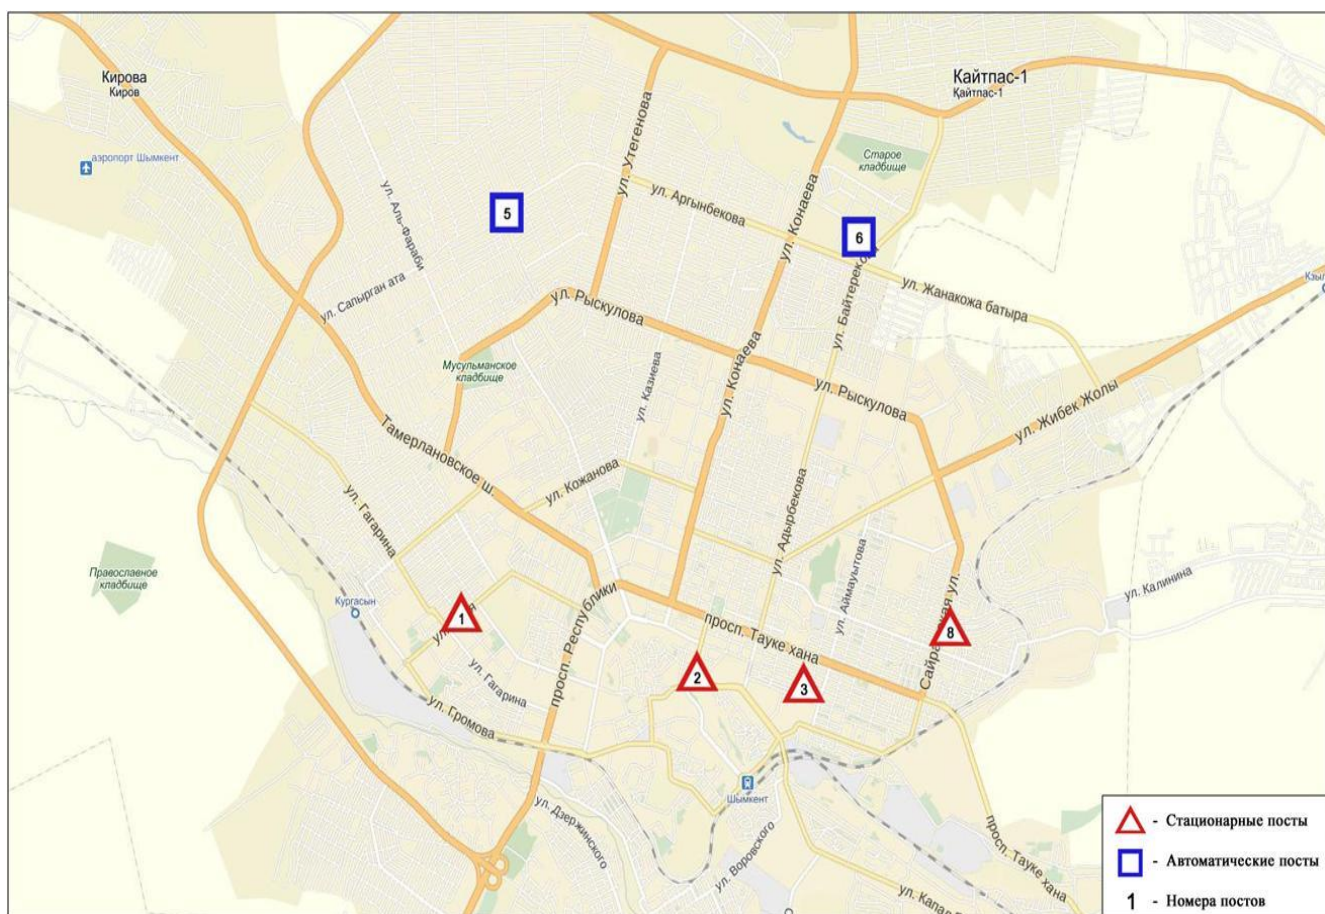 Кирова
Киров
Кайтпас-1
Қайтпас-1
аэропорт Шымкент
ул. Утегенова
Старое
кладбище
ул. Аргынбекова
ул. Конаева
ул. Аль-Фараби
5
6
ул. Сапырган ата
ул. Рыскулова
ул. Байтерекова
ул. Жанакожа батыра
Мусульманское
кладбище
ул. Казиева
ул. Конаева
ул. Рыскулова
ул. Жибек Жолы
Тамерлановское ш.
ул. Кожанова
ул. Гагарина
ул. Адырбекова
ул. Аймауытова
Православное
кладбище
Кургасын
ул. Калинина
1
просп. Республики
просп. Тауке хана
8
2
3
ул. Гагарина
ул. Громова
Шымкент
ул. Дзержинского
ул. Воровского
просп. Тауке хана
- Стационарные посты
- Автоматические посты
1 - Номера постов